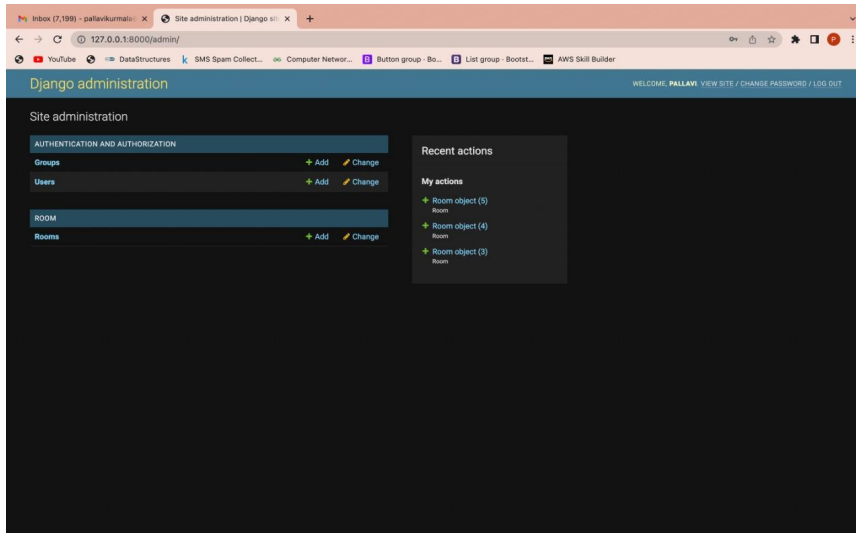 Inbox (7,199) - pallavikurmala
Site administration | Django sit
127.0.0.1:8000/admin/
YouTube DataStructures SMS Spam Collect... Computer Networ... Button group · Bo... List group · Bootst... AWS Skill Builder
Django administration
WELCOME, PALLAVI. VIEW SITE / CHANGE PASSWORD / LOG OUT
Site administration
AUTHENTICATION AND AUTHORIZATION
Groups + Add Change
Users + Add Change
ROOM
Rooms + Add Change
Recent actions
My actions
+ Room object (5)
Room
+ Room object (4)
Room
+ Room object (3)
Room